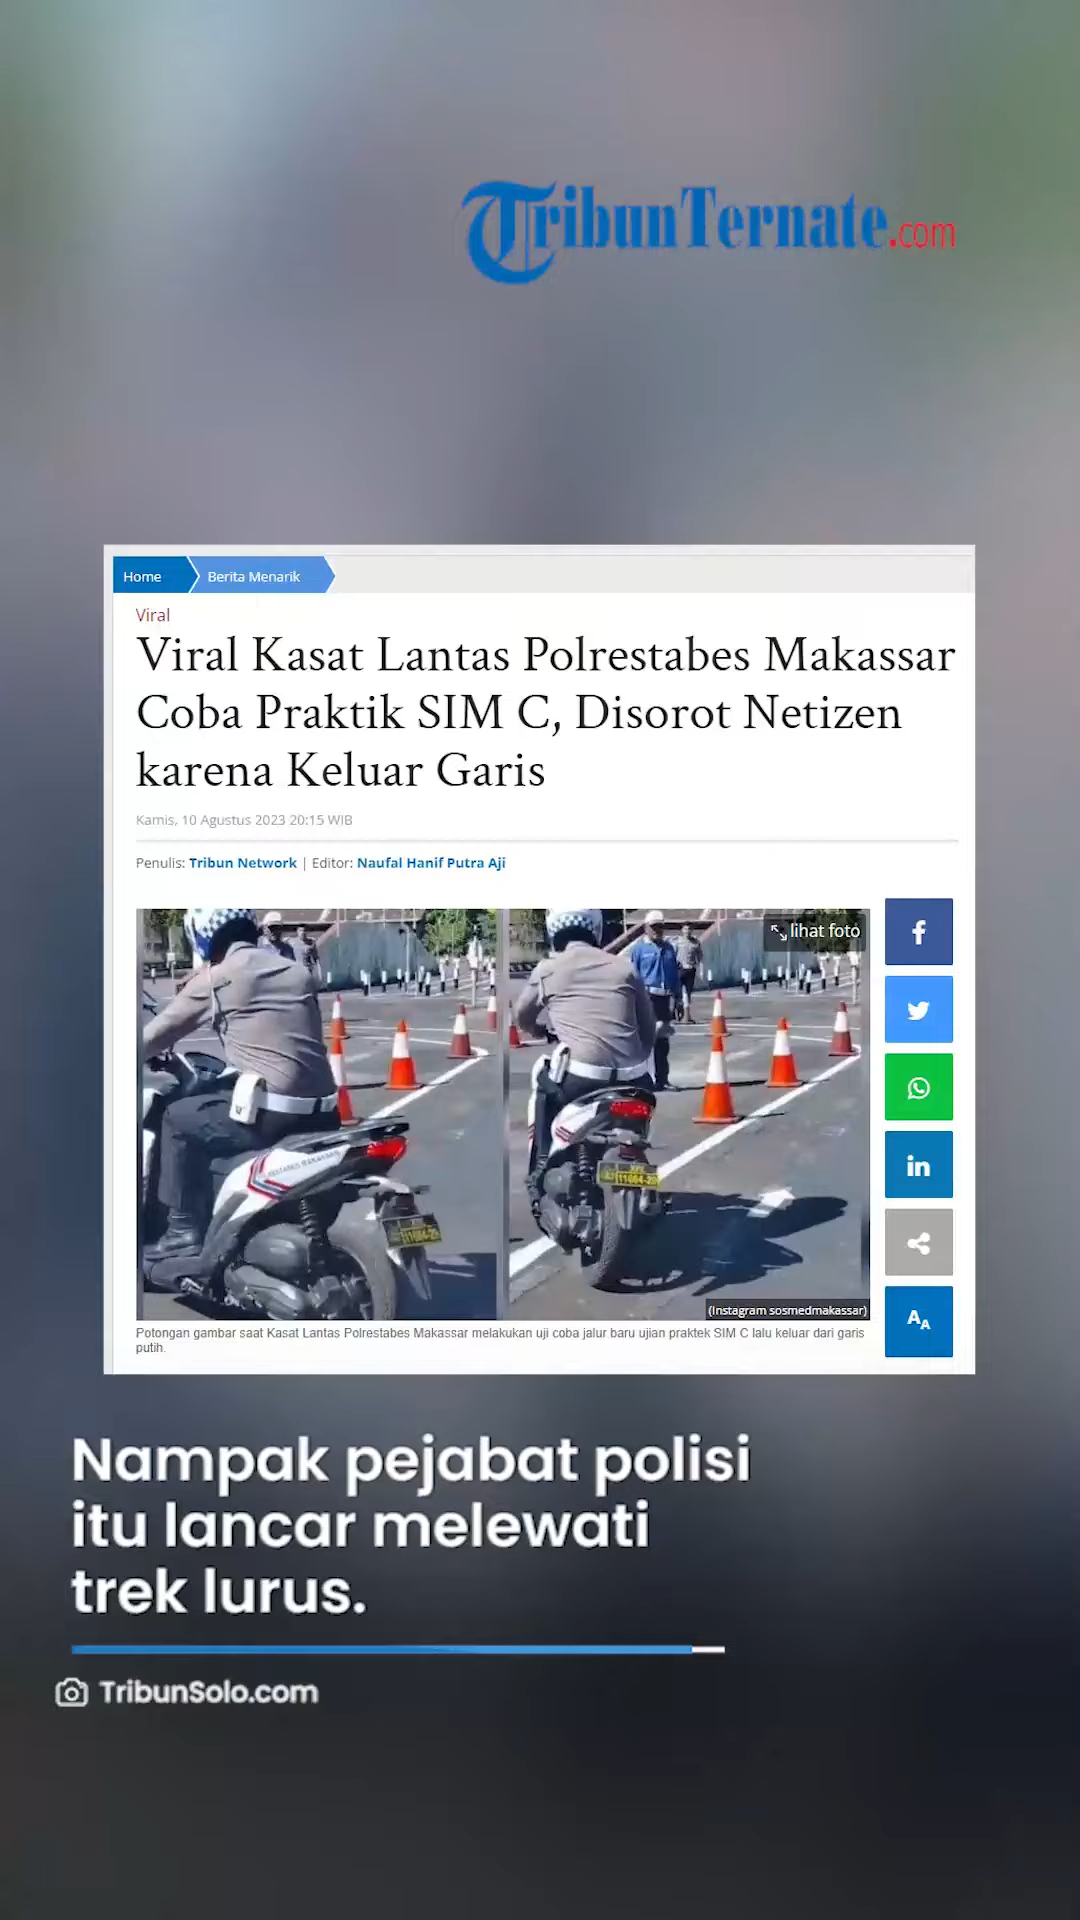 TribunTernate.com
Home
Berita Menarik
Viral
Viral Kasat Lantas Polrestabes Makassar
Coba Praktik SIM C, Disorot Netizen
karena Keluar Garis
Kamis, 10 Agustus 2023 20:15 WIB
Penulis: Tribun Network | Editor: Naufal Hanif Putra Aji
lihat foto
(Instagram sosmedmakassar)
Potongan gambar saat Kasat Lantas Polrestabes Makassar melakukan uji coba jalur baru ujian praktek SIM C lalu keluar dari garis
putih.
AA
Nampak pejabat polisi
itu lancar melewati
trek lurus.
TribunSolo.com